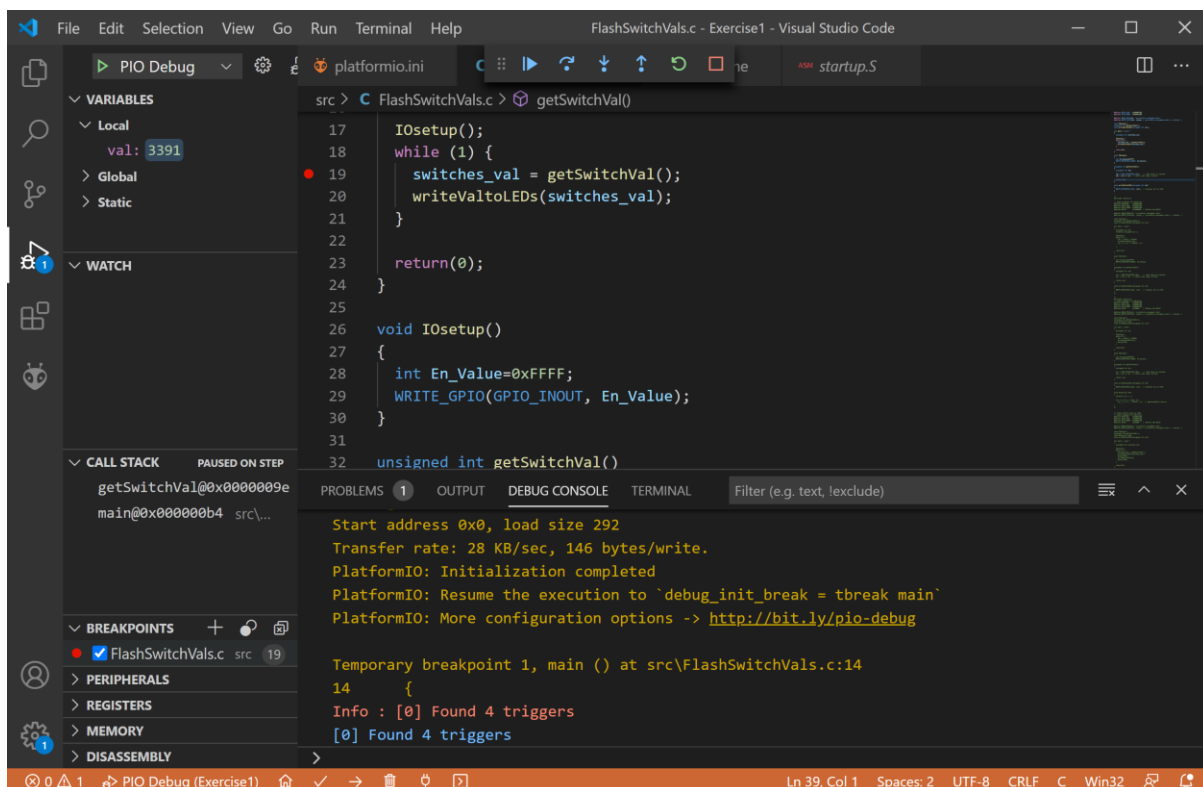 File Edit Selection View Go Run Terminal Help FlashSwitchVals.c - Exercise1 - Visual Studio Code
PIO Debug
platformio.ini
C
ne
ASM startup.S
src > C FlashSwitchVals.c > getSwitchVal()
VARIABLES
Local
val: 3391
Global
Static
WATCH
CALL STACK PAUSED ON STEP
getSwitchVal@0x0000009e
main@0x000000b4 src\...
BREAKPOINTS
FlashSwitchVals.c src 19
PERIPHERALS
REGISTERS
MEMORY
DISASSEMBLY
1
1
17 IOsetup();
18 while (1) {
19 switches_val = getSwitchVal();
20 writeValtoLEDs(switches_val);
21 }
22
23 return(0);
24 }
25
26 void IOsetup()
27 {
28 int En_Value=0xFFFF;
29 WRITE_GPIO(GPIO_INOUT, En_Value);
30 }
31
32 unsigned int getSwitchVal()
PROBLEMS 1 OUTPUT DEBUG CONSOLE TERMINAL Filter (e.g. text, !exclude)
Start address 0x0, load size 292
Transfer rate: 28 KB/sec, 146 bytes/write.
PlatformIO: Initialization completed
PlatformIO: Resume the execution to `debug_init_break = tbreak main`
PlatformIO: More configuration options -> http://bit.ly/pio-debug
Temporary breakpoint 1, main () at src\FlashSwitchVals.c:14
14 {
Info : [0] Found 4 triggers
[0] Found 4 triggers
>
0 1 PIO Debug (Exercise1) Ln 39, Col 1 Spaces: 2 UTF-8 CRLF C Win32